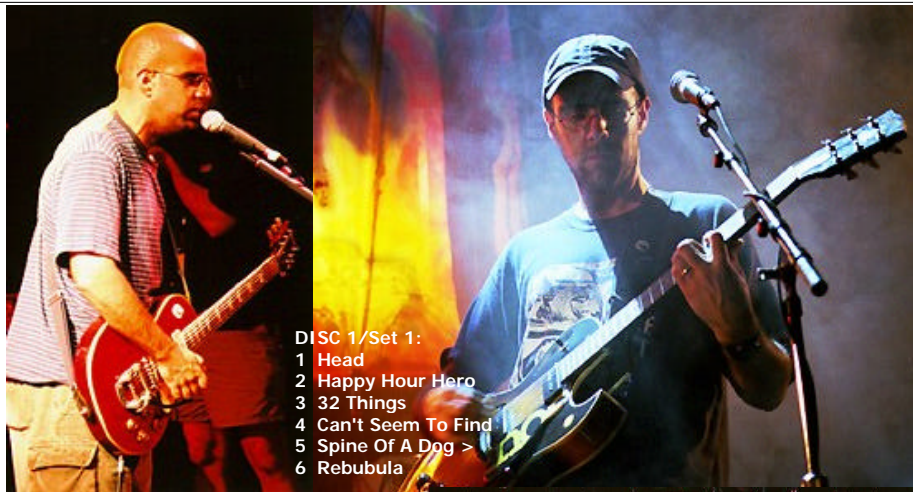 DISC 1/Set 1:
1 Head
2 Happy Hour Hero
3 32 Things
4 Can't Seem To Find
5 Spine Of A Dog >
6 Rebubula